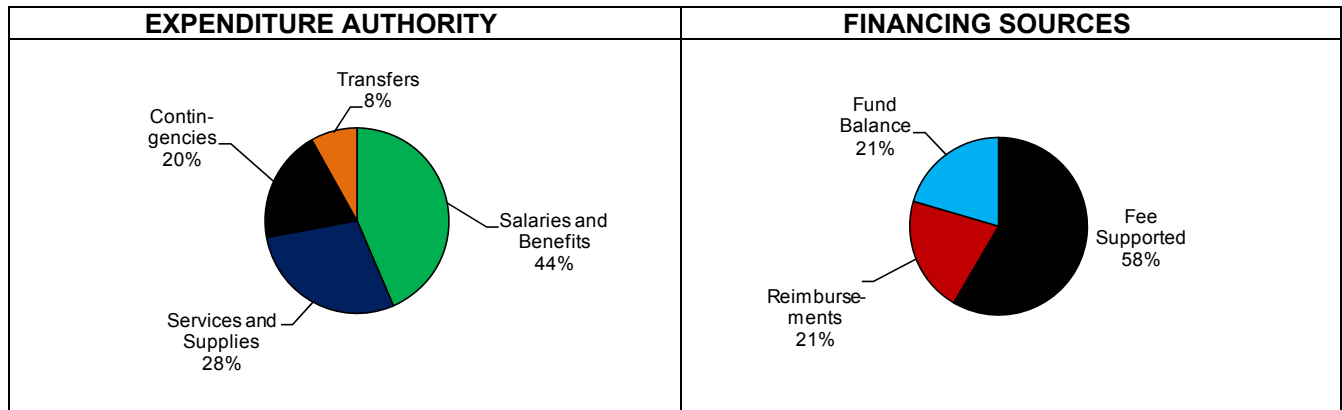 EXPENDITURE AUTHORITY
Transfers
8%
Contin-
gencies
20%
Salaries and
Benefits
44%
Services and
Supplies
28%
FINANCING SOURCES
Fund
Balance
21%
Fee
Supported
58%
Reimburse-
ments
21%